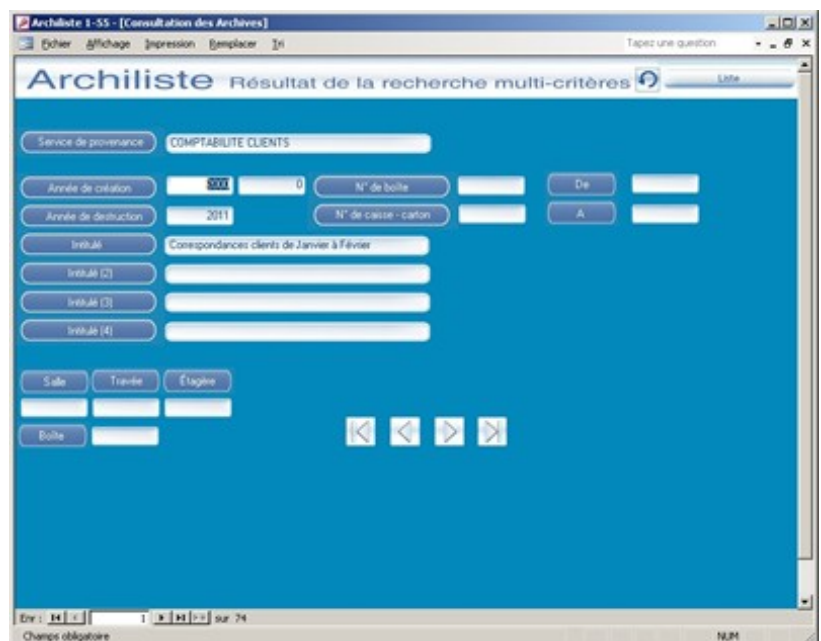 Archiliste 1-55 - [Consultation des Archives]
Fichier Affichage Impression Remplacer Tri Tapez une question
Archiliste Résultat de la recherche multi-critères Liste
Service de provenance COMPTABILITE CLIENTS
Année de création 2000 0 N° de boîte De
Année de destruction 2011 N° de caisse - carton A
Intitulé Correspondances clients de Janvier à Février
Intitulé (2)
Intitulé (3)
Intitulé (4)
Salle Travée Étagère
Boîte
Enr : 1 sur 74
Champs obligatoire NUM